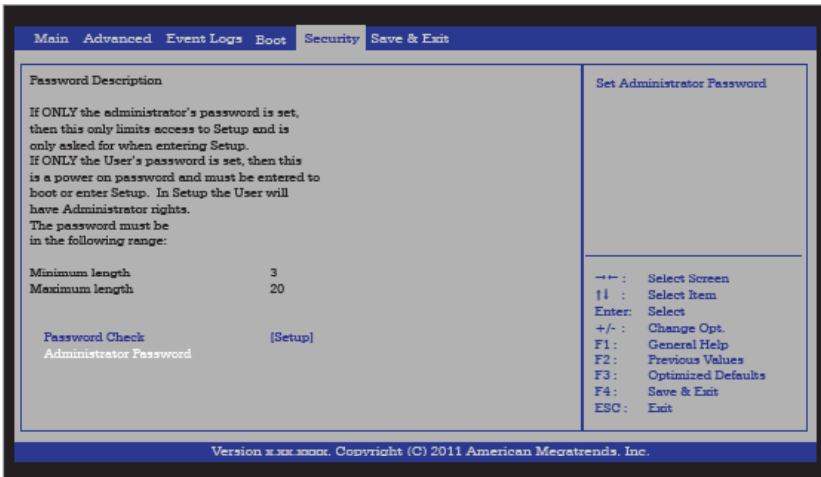 Main Advanced Event Logs Boot Security Save & Exit
Password Description
If ONLY the administrator's password is set,
then this only limits access to Setup and is
only asked for when entering Setup.
If ONLY the User's password is set, then this
is a power on password and must be entered to
boot or enter Setup. In Setup the User will
have Administrator rights.
The password must be
in the following range:
Minimum length 3
Maximum length 20
Password Check [Setup]
Administrator Password
Set Administrator Password
→← : Select Screen
↑↓ : Select Item
Enter: Select
+/- : Change Opt.
F1 : General Help
F2 : Previous Values
F3 : Optimized Defaults
F4 : Save & Exit
ESC : Exit
Version x.xx.xxxx. Copyright (C) 2011 American Megatrends, Inc.